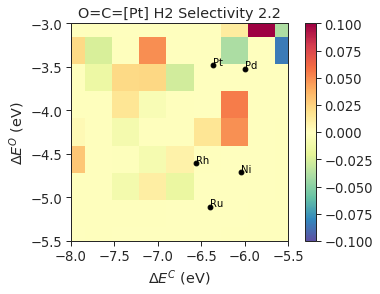 O=C=[Pt] H2 Selectivity 2.2
−3.0
−3.5
−4.0
−4.5
−5.0
−5.5
ΔE^O (eV)
Pt
Pd
Rh
Ni
Ru
−8.0 −7.5 −7.0 −6.5 −6.0 −5.5
ΔE^C (eV)
0.100
0.075
0.050
0.025
0.000
−0.025
−0.050
−0.075
−0.100